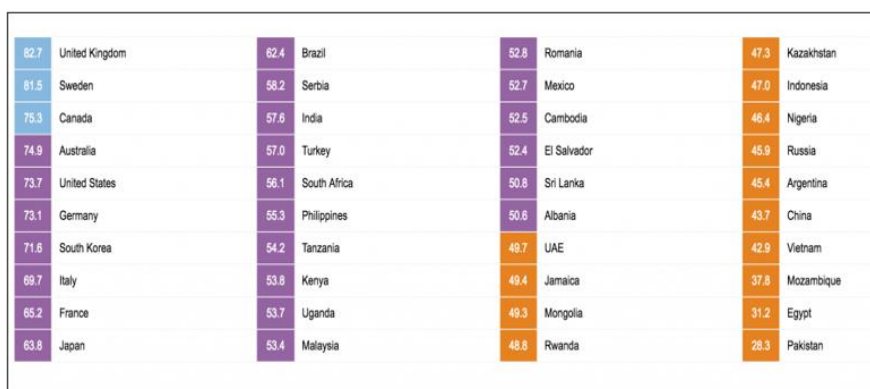 82.7 United Kingdom
81.5 Sweden
75.3 Canada
74.9 Australia
73.7 United States
73.1 Germany
71.6 South Korea
69.7 Italy
65.2 France
63.8 Japan
62.4 Brazil
58.2 Serbia
57.6 India
57.0 Turkey
56.1 South Africa
55.3 Philippines
54.2 Tanzania
53.8 Kenya
53.7 Uganda
53.4 Malaysia
52.8 Romania
52.7 Mexico
52.5 Cambodia
52.4 El Salvador
50.8 Sri Lanka
50.6 Albania
49.7 UAE
49.4 Jamaica
49.3 Mongolia
48.8 Rwanda
47.3 Kazakhstan
47.0 Indonesia
46.4 Nigeria
45.9 Russia
45.4 Argentina
43.7 China
42.9 Vietnam
37.8 Mozambique
31.2 Egypt
28.3 Pakistan